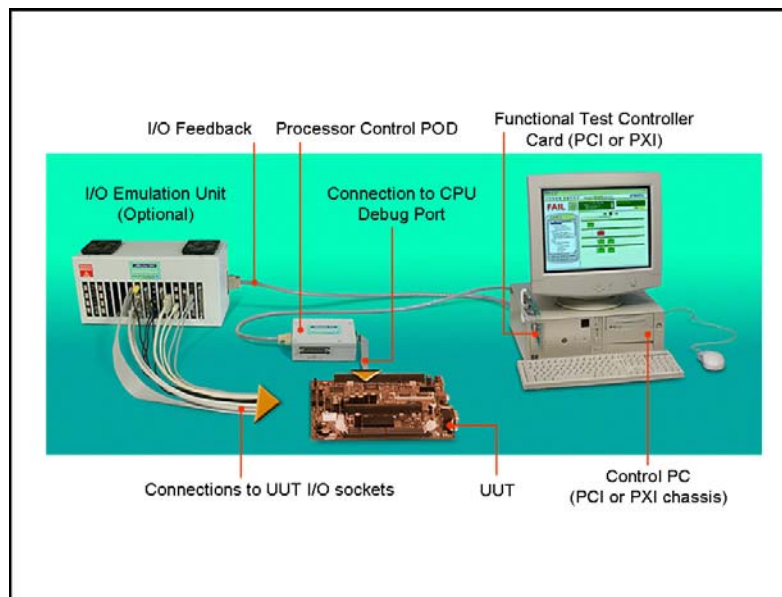 I/O Feedback
Processor Control POD
Functional Test Controller
Card (PCI or PXI)
I/O Emulation Unit
(Optional)
Connection to CPU
Debug Port
FAIL
Connections to UUT I/O sockets
UUT
Control PC
(PCI or PXI chassis)